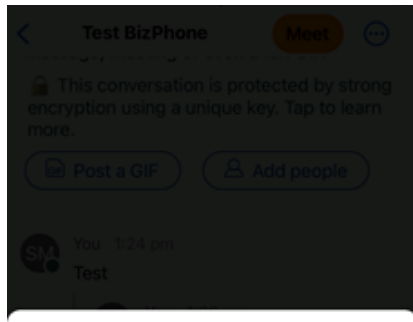 Test BizPhone
Meet
This conversation is protected by strong
encryption using a unique key. Tap to learn
more.
GIF Post a GIF
Add people
SM
You 1:24 pm
Test